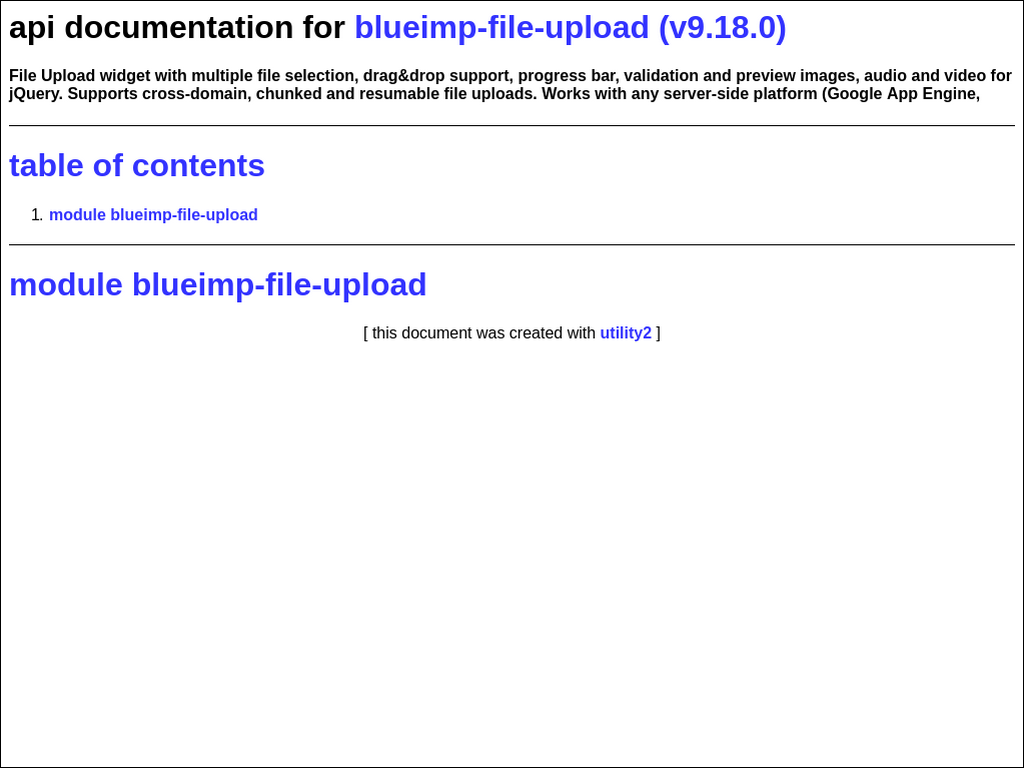 api documentation for blueimp-file-upload (v9.18.0)
File Upload widget with multiple file selection, drag&drop support, progress bar, validation and preview images, audio and video for
jQuery. Supports cross-domain, chunked and resumable file uploads. Works with any server-side platform (Google App Engine,
table of contents
1. module blueimp-file-upload
module blueimp-file-upload
[ this document was created with utility2 ]